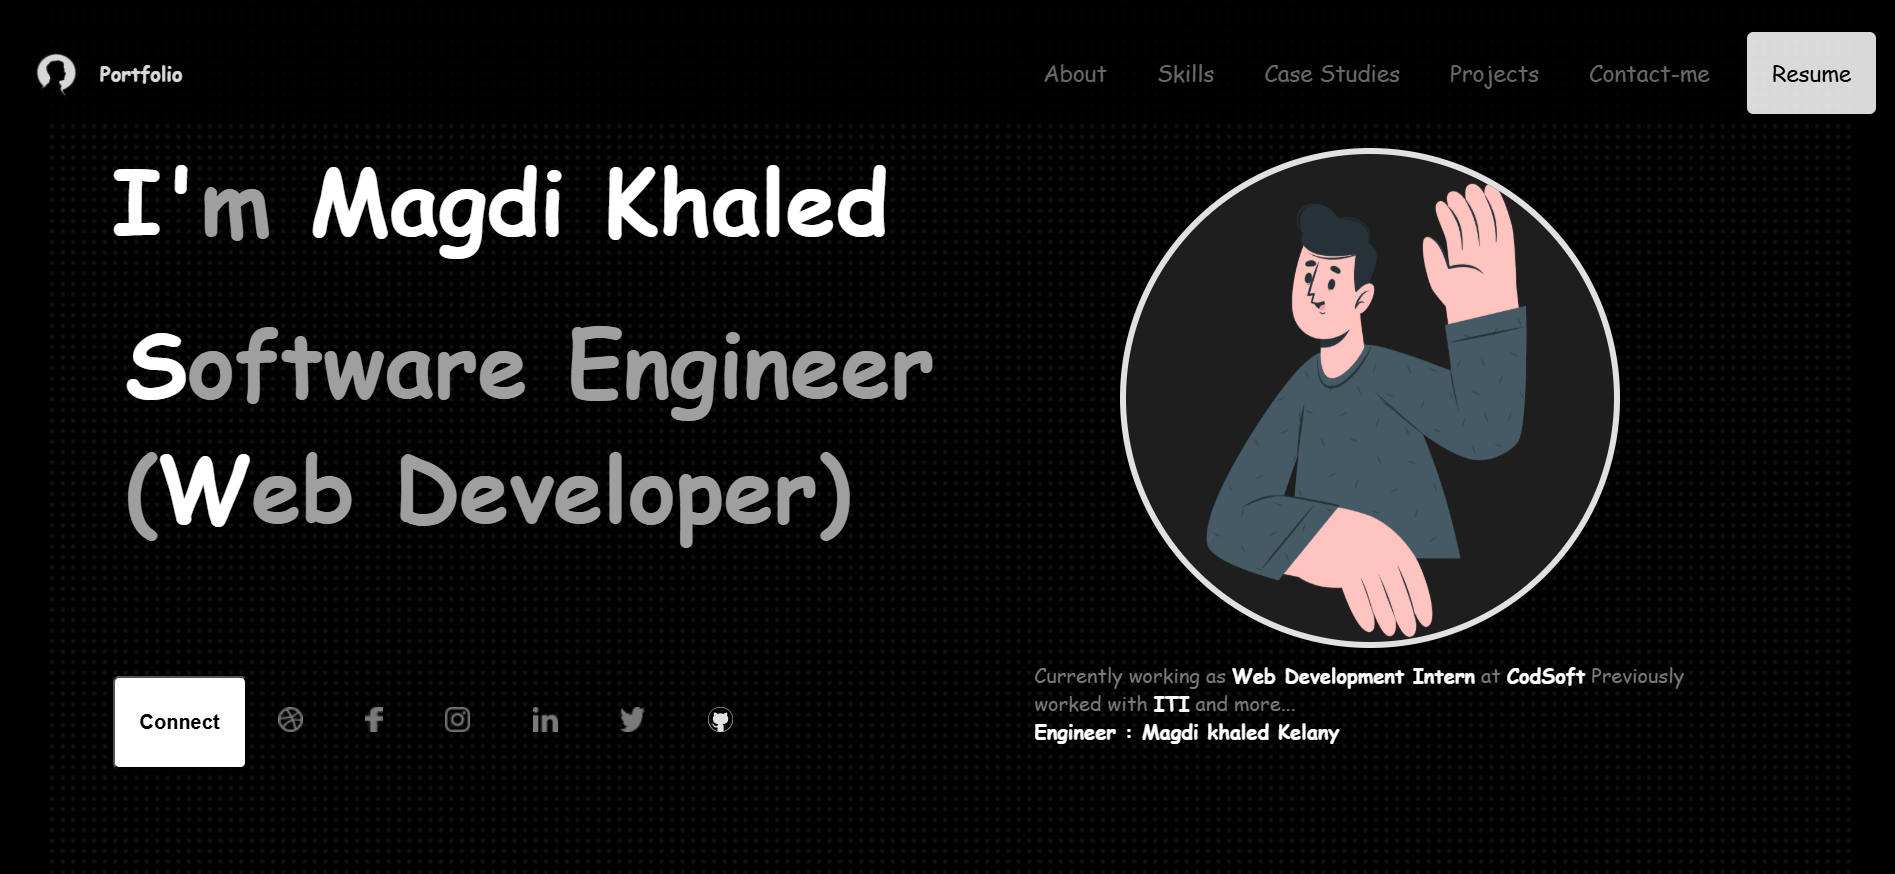 Portfolio
About
Skills
Case Studies
Projects
Contact-me
Resume
I'm Magdi Khaled
Software Engineer
(Web Developer)
Currently working as Web Development Intern at CodSoft Previously
worked with ITI and more...
Engineer : Magdi khaled Kelany
Connect